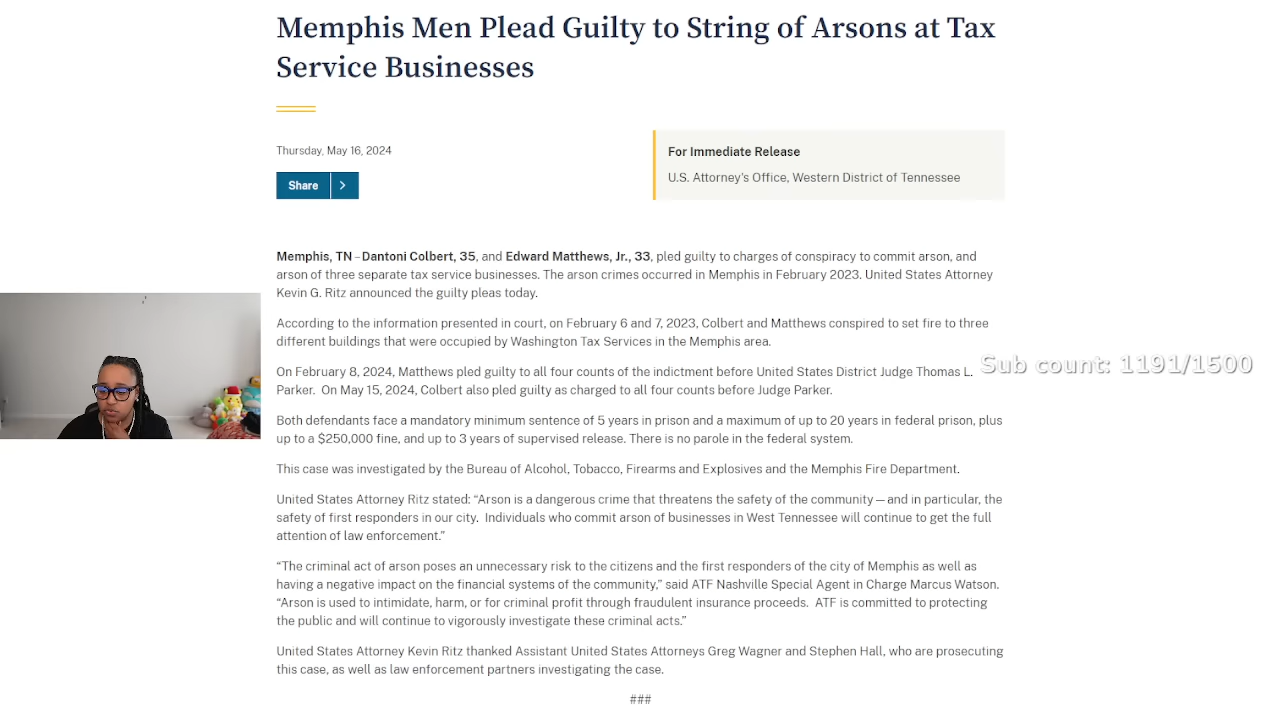 Memphis Men Plead Guilty to String of Arsons at Tax
Service Businesses
Thursday, May 16, 2024
Share
For Immediate Release
U.S. Attorney's Office, Western District of Tennessee
Memphis, TN – Dantoni Colbert, 35, and Edward Matthews, Jr., 33, pled guilty to charges of conspiracy to commit arson, and
arson of three separate tax service businesses. The arson crimes occurred in Memphis in February 2023. United States Attorney
Kevin G. Ritz announced the guilty pleas today.
According to the information presented in court, on February 6 and 7, 2023, Colbert and Matthews conspired to set fire to three
different buildings that were occupied by Washington Tax Services in the Memphis area.
On February 8, 2024, Matthews pled guilty to all four counts of the indictment before United States District Judge Thomas L.
Parker. On May 15, 2024, Colbert also pled guilty as charged to all four counts before Judge Parker.
Sub count: 1191/1500
Both defendants face a mandatory minimum sentence of 5 years in prison and a maximum of up to 20 years in federal prison, plus
up to a $250,000 fine, and up to 3 years of supervised release. There is no parole in the federal system.
This case was investigated by the Bureau of Alcohol, Tobacco, Firearms and Explosives and the Memphis Fire Department.
United States Attorney Ritz stated: “Arson is a dangerous crime that threatens the safety of the community — and in particular, the
safety of first responders in our city. Individuals who commit arson of businesses in West Tennessee will continue to get the full
attention of law enforcement.”
“The criminal act of arson poses an unnecessary risk to the citizens and the first responders of the city of Memphis as well as
having a negative impact on the financial systems of the community,” said ATF Nashville Special Agent in Charge Marcus Watson.
“Arson is used to intimidate, harm, or for criminal profit through fraudulent insurance proceeds. ATF is committed to protecting
the public and will continue to vigorously investigate these criminal acts.”
United States Attorney Kevin Ritz thanked Assistant United States Attorneys Greg Wagner and Stephen Hall, who are prosecuting
this case, as well as law enforcement partners investigating the case.
###